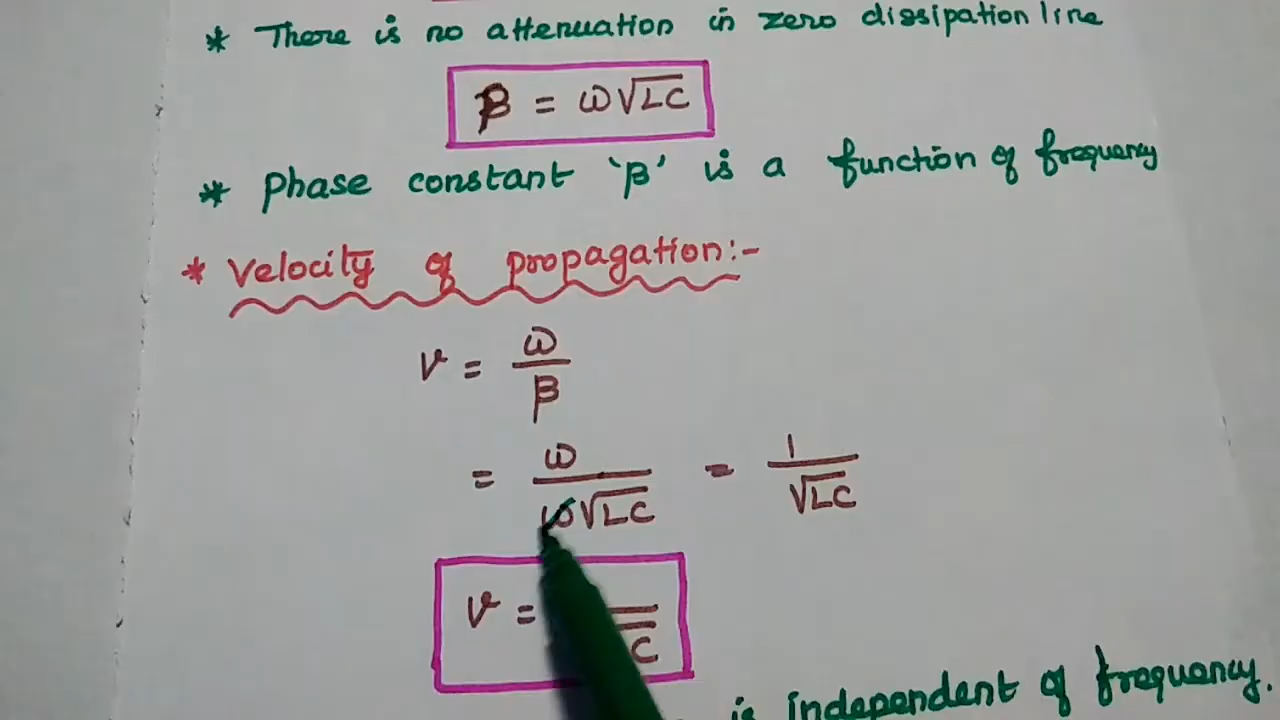 * There is no attenuation in zero dissipation line
β = ω√LC
* Phase constant 'β' is a function of frequency
* Velocity of propagation:-
v = ω/β
= ω/ω√LC = 1/√LC
v = C
is independent of frequency.